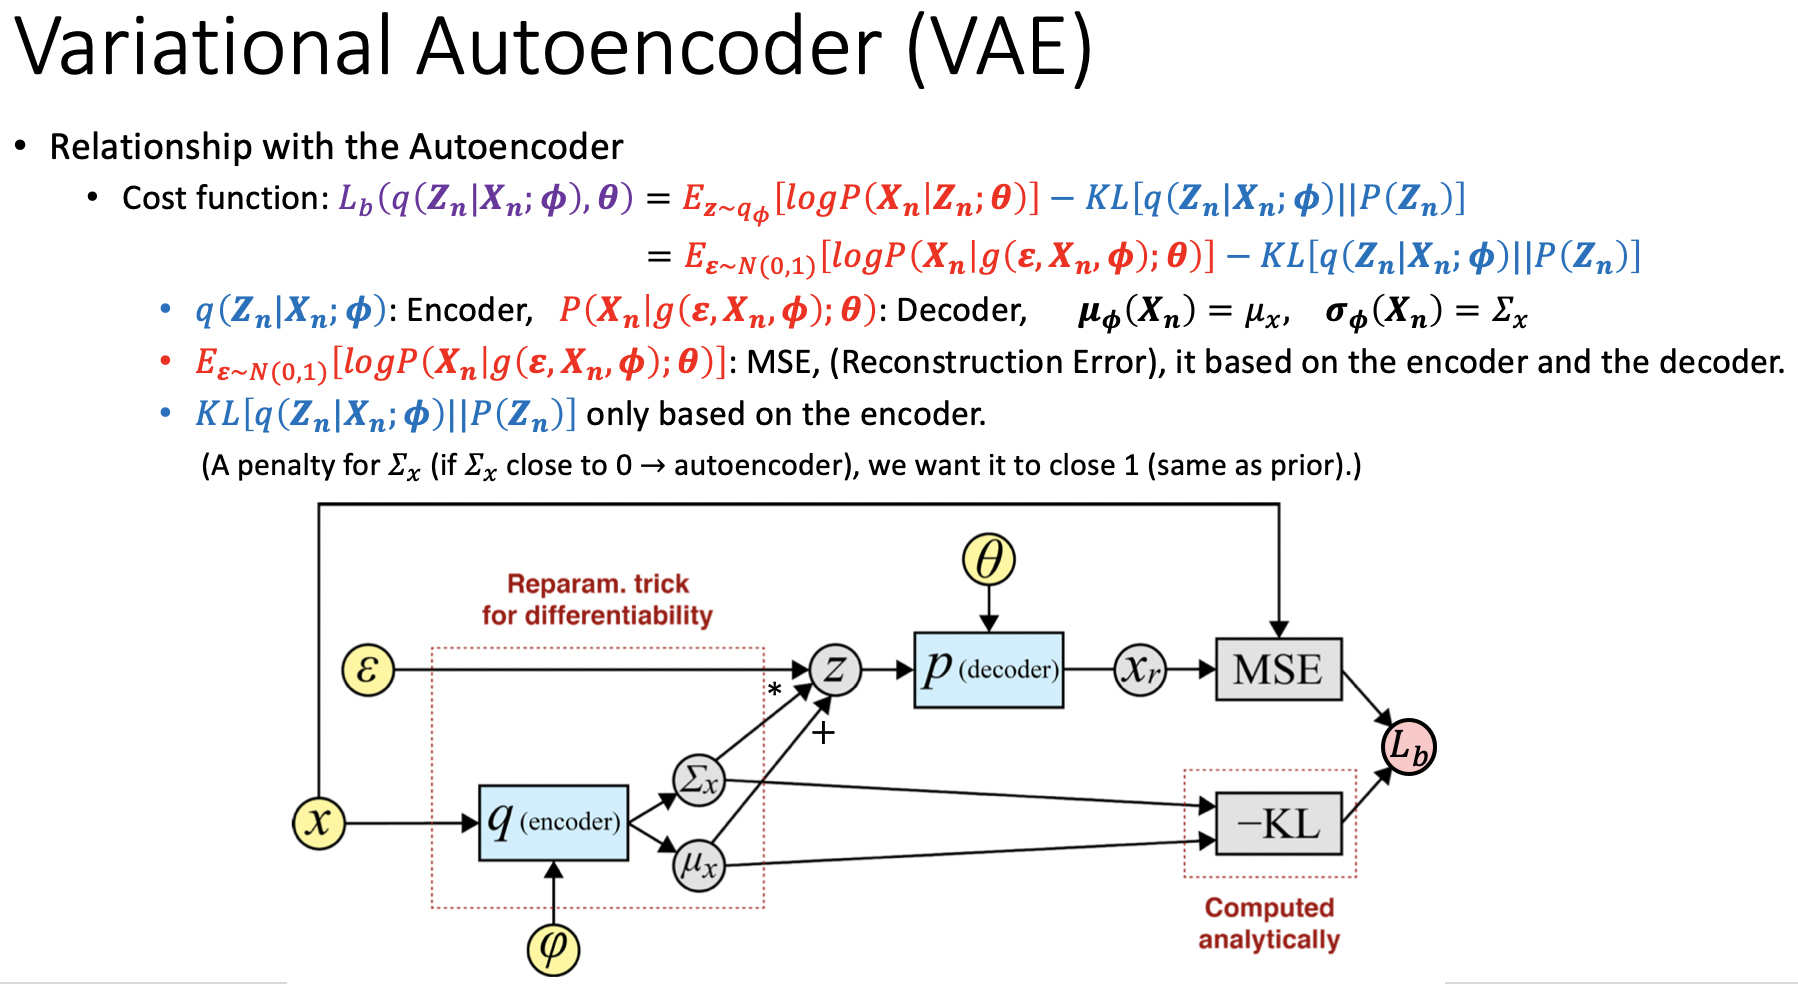 Variational Autoencoder (VAE)
• Relationship with the Autoencoder
• Cost function: L_b(q(Z_n|X_n; ϕ), θ) = E_{z~q_ϕ}[logP(X_n|Z_n; θ)] − KL[q(Z_n|X_n; ϕ)||P(Z_n)]
= E_{ε~N(0,1)}[logP(X_n|g(ε, X_n, ϕ); θ)] − KL[q(Z_n|X_n; ϕ)||P(Z_n)]
• q(Z_n|X_n; ϕ): Encoder, P(X_n|g(ε, X_n, ϕ); θ): Decoder, μ_ϕ(X_n) = μ_x, σ_ϕ(X_n) = Σ_x
• E_{ε~N(0,1)}[logP(X_n|g(ε, X_n, ϕ); θ)]: MSE, (Reconstruction Error), it based on the encoder and the decoder.
• KL[q(Z_n|X_n; ϕ)||P(Z_n)] only based on the encoder.
(A penalty for Σ_x (if Σ_x close to 0 → autoencoder), we want it to close 1 (same as prior).)
θ
Reparam. trick
for differentiability
ε
z
p (decoder)
x_r
MSE
*
+
L_b
Σ_x
x
q (encoder)
−KL
μ_x
Computed
analytically
φ